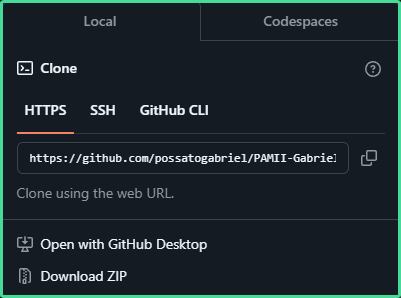 Local Codespaces
Clone
HTTPS SSH GitHub CLI
https://github.com/possatogabriel/PAMII-Gabriel
Clone using the web URL.
Open with GitHub Desktop
Download ZIP